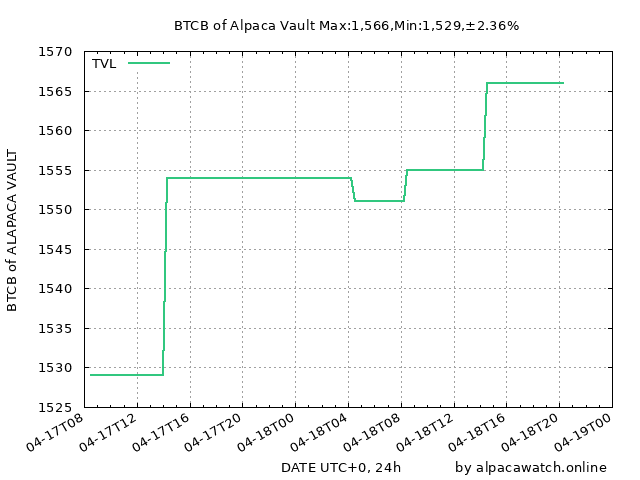 BTCB of Alpaca Vault Max:1,566,Min:1,529,±2.36%
TVL
1570
1565
1560
1555
1550
1545
1540
1535
1530
1525
BTCB of ALAPACA VAULT
04-17T08
04-17T12
04-17T16
04-17T20
04-18T00
04-18T04
04-18T08
04-18T12
04-18T16
04-18T20
04-19T00
DATE UTC+0, 24h
by alpacawatch.online